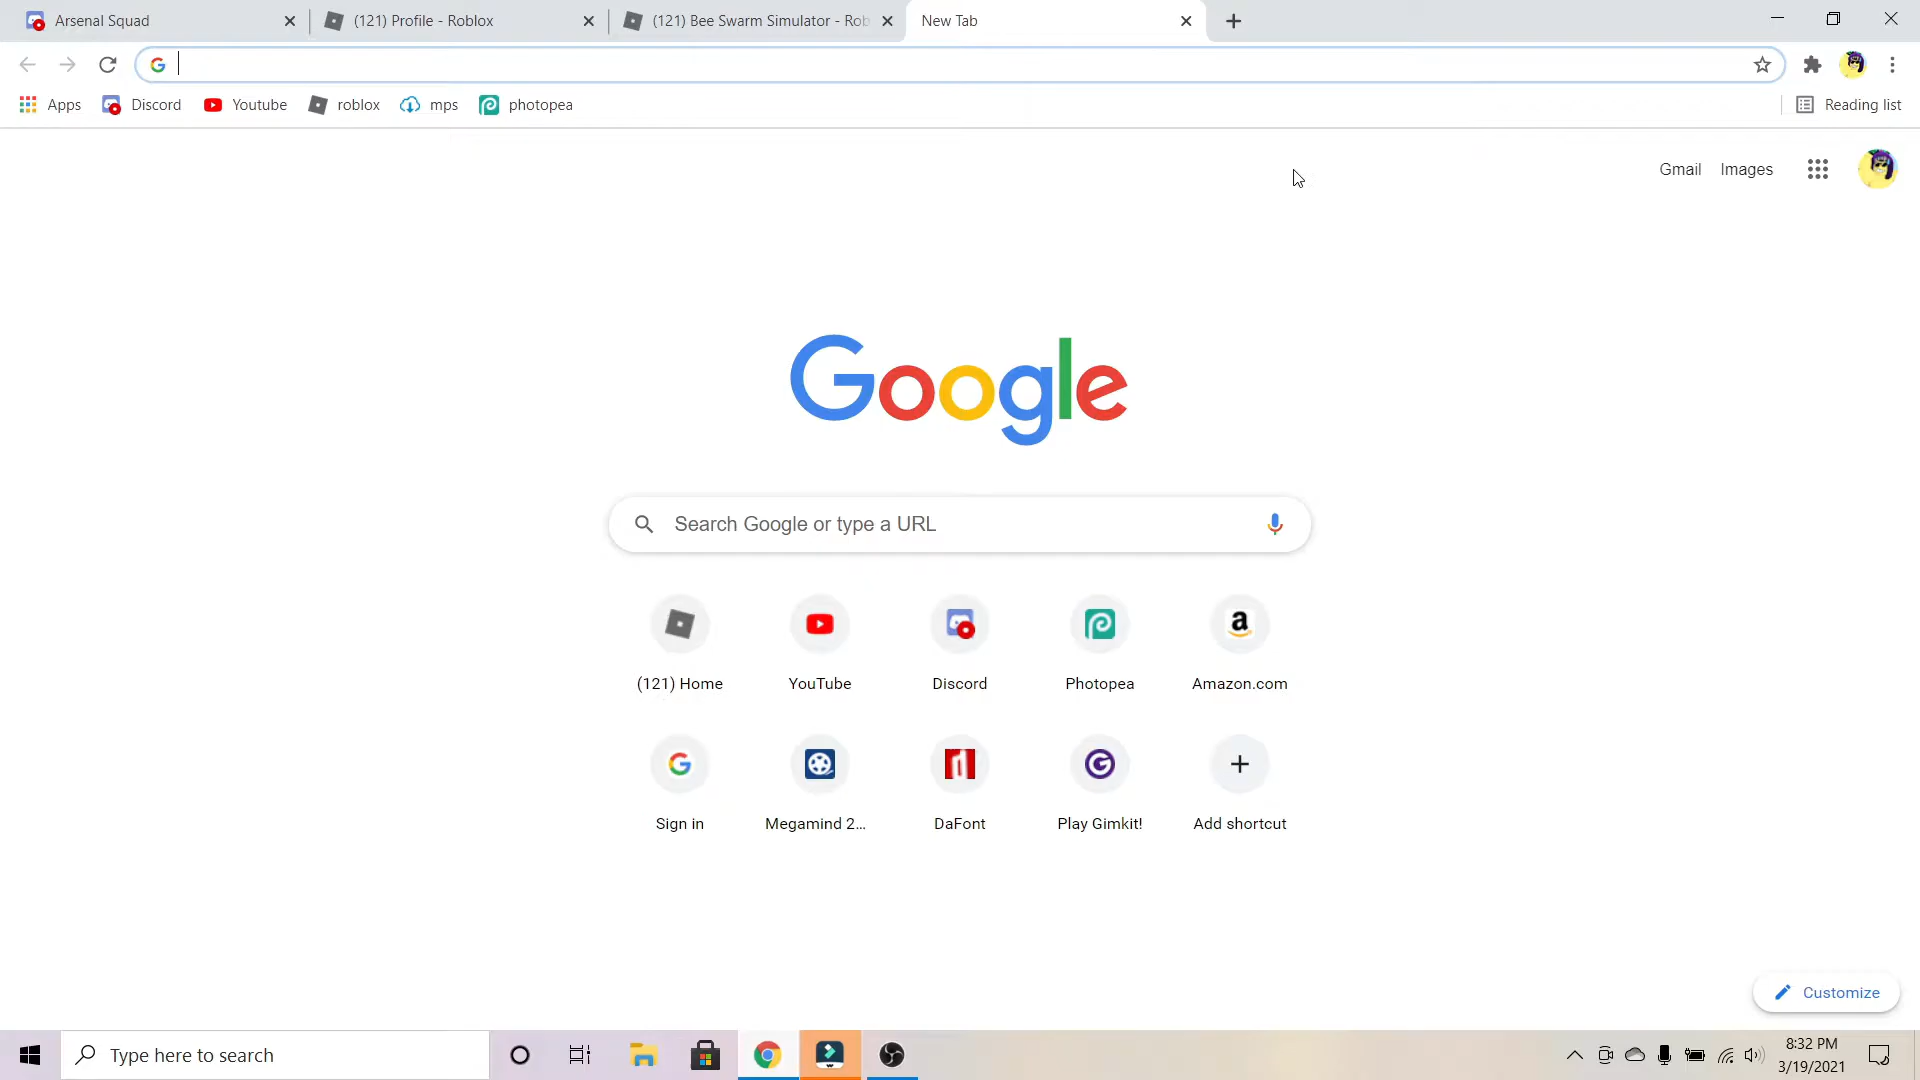 Arsenal Squad
(121) Profile - Roblox
(121) Bee Swarm Simulator - Rob
New Tab
Apps
Discord
Youtube
roblox
mps
photopea
Reading list
Gmail
Images
Google
Search Google or type a URL
(121) Home
YouTube
Discord
Photopea
Amazon.com
Sign in
Megamind 2...
DaFont
Play Gimkit!
Add shortcut
Customize
Type here to search
8:32 PM
3/19/2021